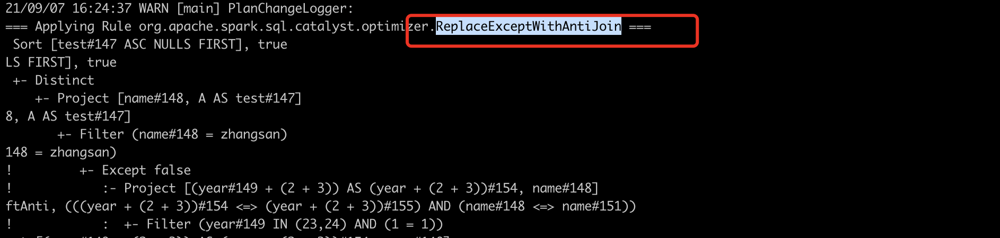 21/09/07 16:24:37 WARN [main] PlanChangeLogger:
=== Applying Rule org.apache.spark.sql.catalyst.optimizer.ReplaceExceptWithAntiJoin ===
 Sort [test#147 ASC NULLS FIRST], true
LS FIRST], true
 +- Distinct
    +- Project [name#148, A AS test#147]
8, A AS test#147]
       +- Filter (name#148 = zhangsan)
148 = zhangsan)
!         +- Except false
!            :- Project [(year#149 + (2 + 3)) AS (year + (2 + 3))#154, name#148]
ftAnti, (((year + (2 + 3))#154 <=> (year + (2 + 3))#155) AND (name#148 <=> name#151))
!            :  +- Filter (year#149 IN (23,24) AND (1 = 1))